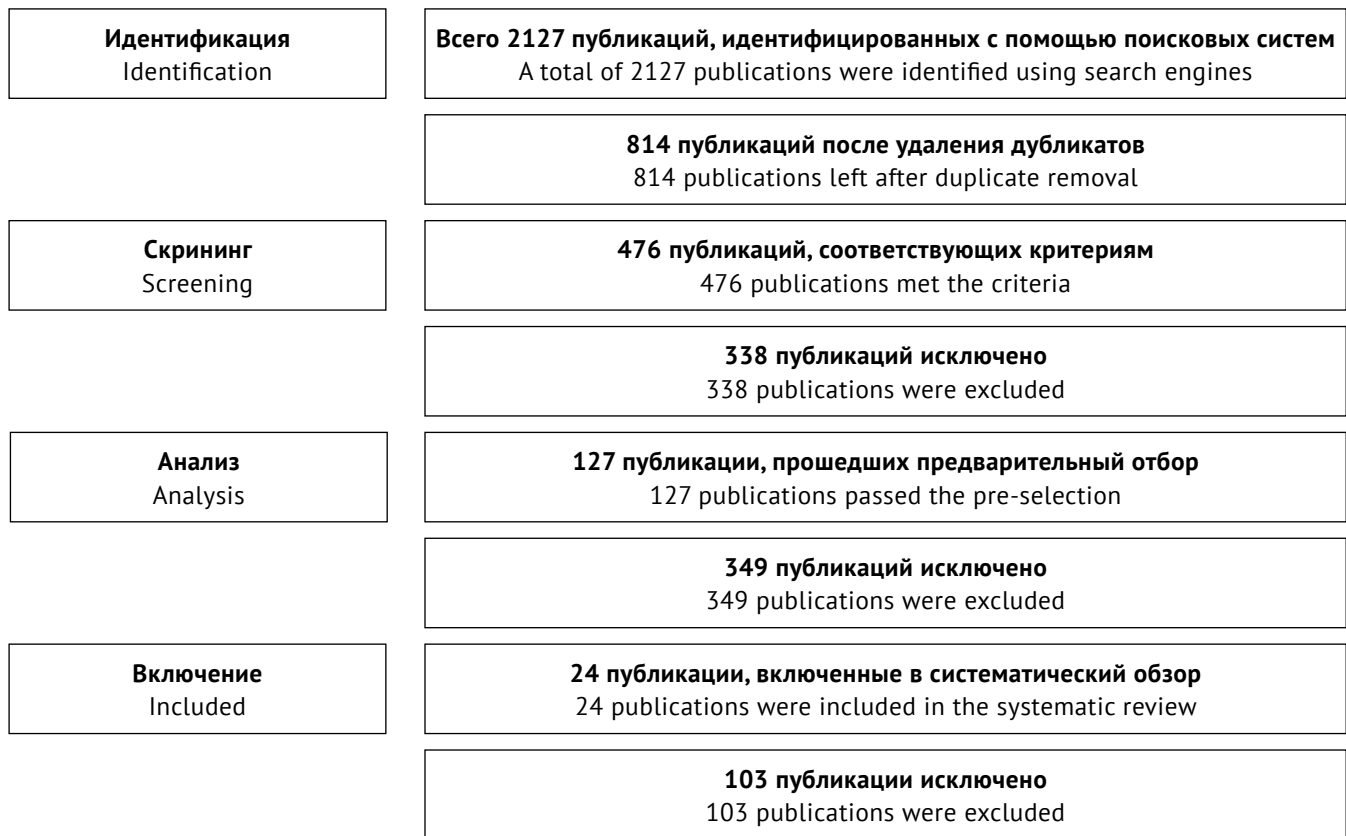 Идентификация
Identification
Всего 2127 публикаций, идентифицированных с помощью поисковых систем
A total of 2127 publications were identified using search engines
814 публикаций после удаления дубликатов
814 publications left after duplicate removal
Скрининг
Screening
476 публикаций, соответствующих критериям
476 publications met the criteria
338 публикаций исключено
338 publications were excluded
Анализ
Analysis
127 публикации, прошедших предварительный отбор
127 publications passed the pre-selection
349 публикаций исключено
349 publications were excluded
Включение
Included
24 публикации, включенные в систематический обзор
24 publications were included in the systematic review
103 публикации исключено
103 publications were excluded